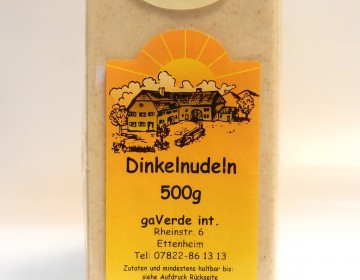 Dinkelnudeln
500g
gaVerde int.
Rheinstr. 6
Ettenheim
Tel: 07822-86 13 13
Zutaten und mindestens haltbar bis:
siehe Aufdruck Rückseite